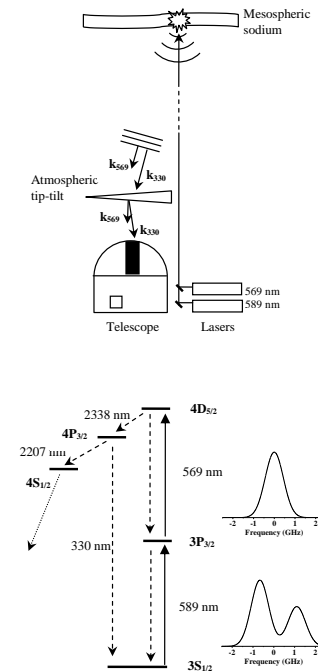 Mesospheric
sodium
k569
k330
Atmospheric
tip-tilt
k569
k330
569 nm
589 nm
Telescope
Lasers
2338 nm
4D5/2
4P3/2
2207 nm
4S1/2
569 nm
-2 -1 0 1 2
Frequency (GHz)
330 nm
3P3/2
589 nm
-2 -1 0 1 2
Frequency (GHz)
3S1/2